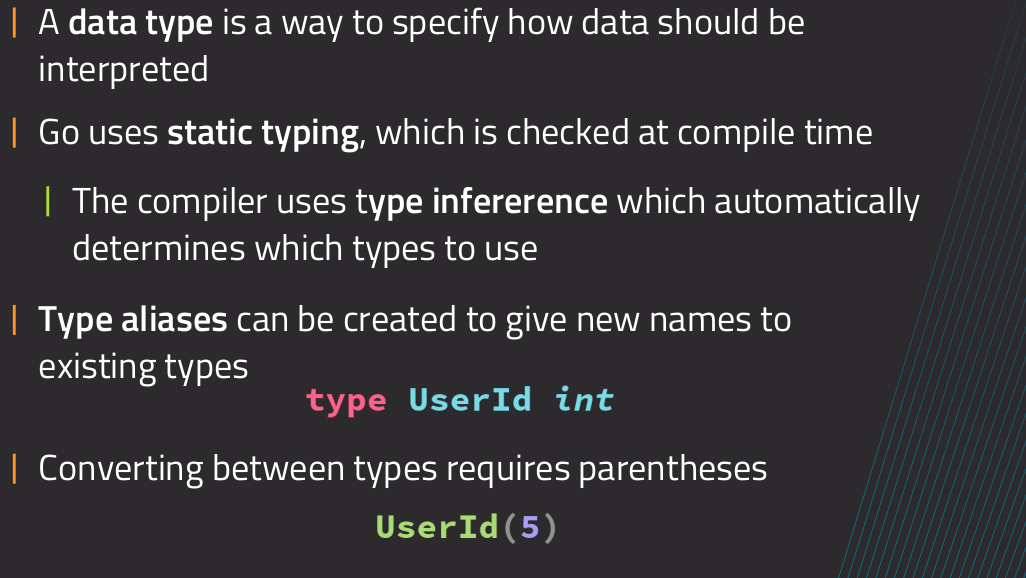 A data type is a way to specify how data should be
interpreted
Go uses static typing, which is checked at compile time
The compiler uses type infererence which automatically
determines which types to use
Type aliases can be created to give new names to
existing types
type UserId int
Converting between types requires parentheses
UserId(5)